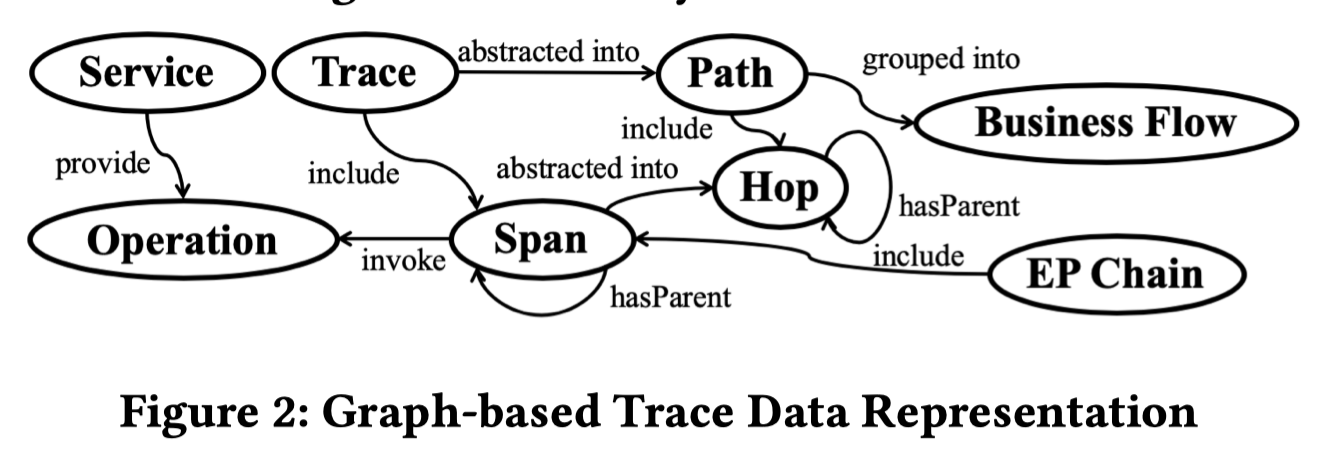 Service
Trace
abstracted into
Path
grouped into
Business Flow
include
provide
include
abstracted into
Hop
hasParent
Operation
invoke
Span
include
EP Chain
hasParent
Figure 2: Graph-based Trace Data Representation